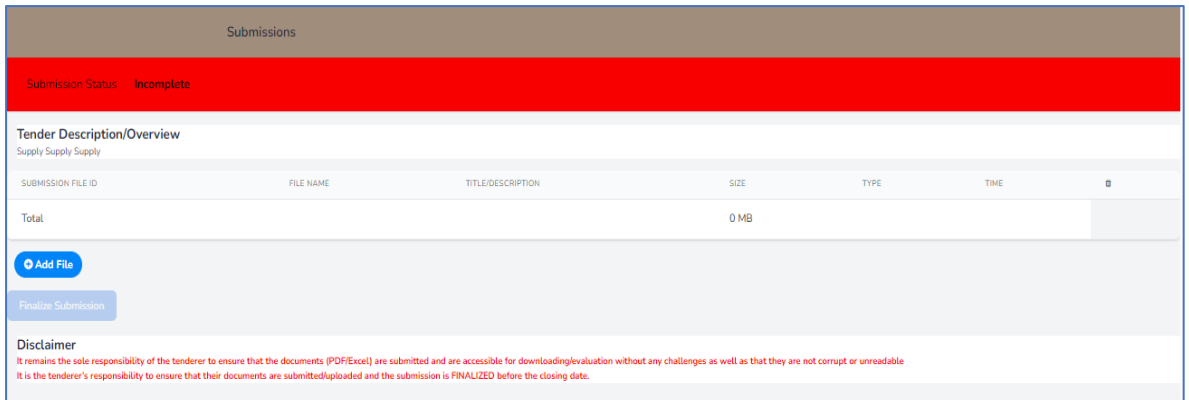 Submissions
Submission Status Incomplete
Tender Description/Overview
Supply Supply Supply
SUBMISSION FILE ID FILE NAME TITLE/DESCRIPTION SIZE TYPE TIME
Total 0 MB
Add File
Finalize Submission
Disclaimer
It remains the sole responsibility of the tenderer to ensure that the documents (PDF/Excel) are submitted and are accessible for downloading/evaluation without any challenges as well as that they are not corrupt or unreadable
It is the tenderer's responsibility to ensure that their documents are submitted/uploaded and the submission is FINALIZED before the closing date.